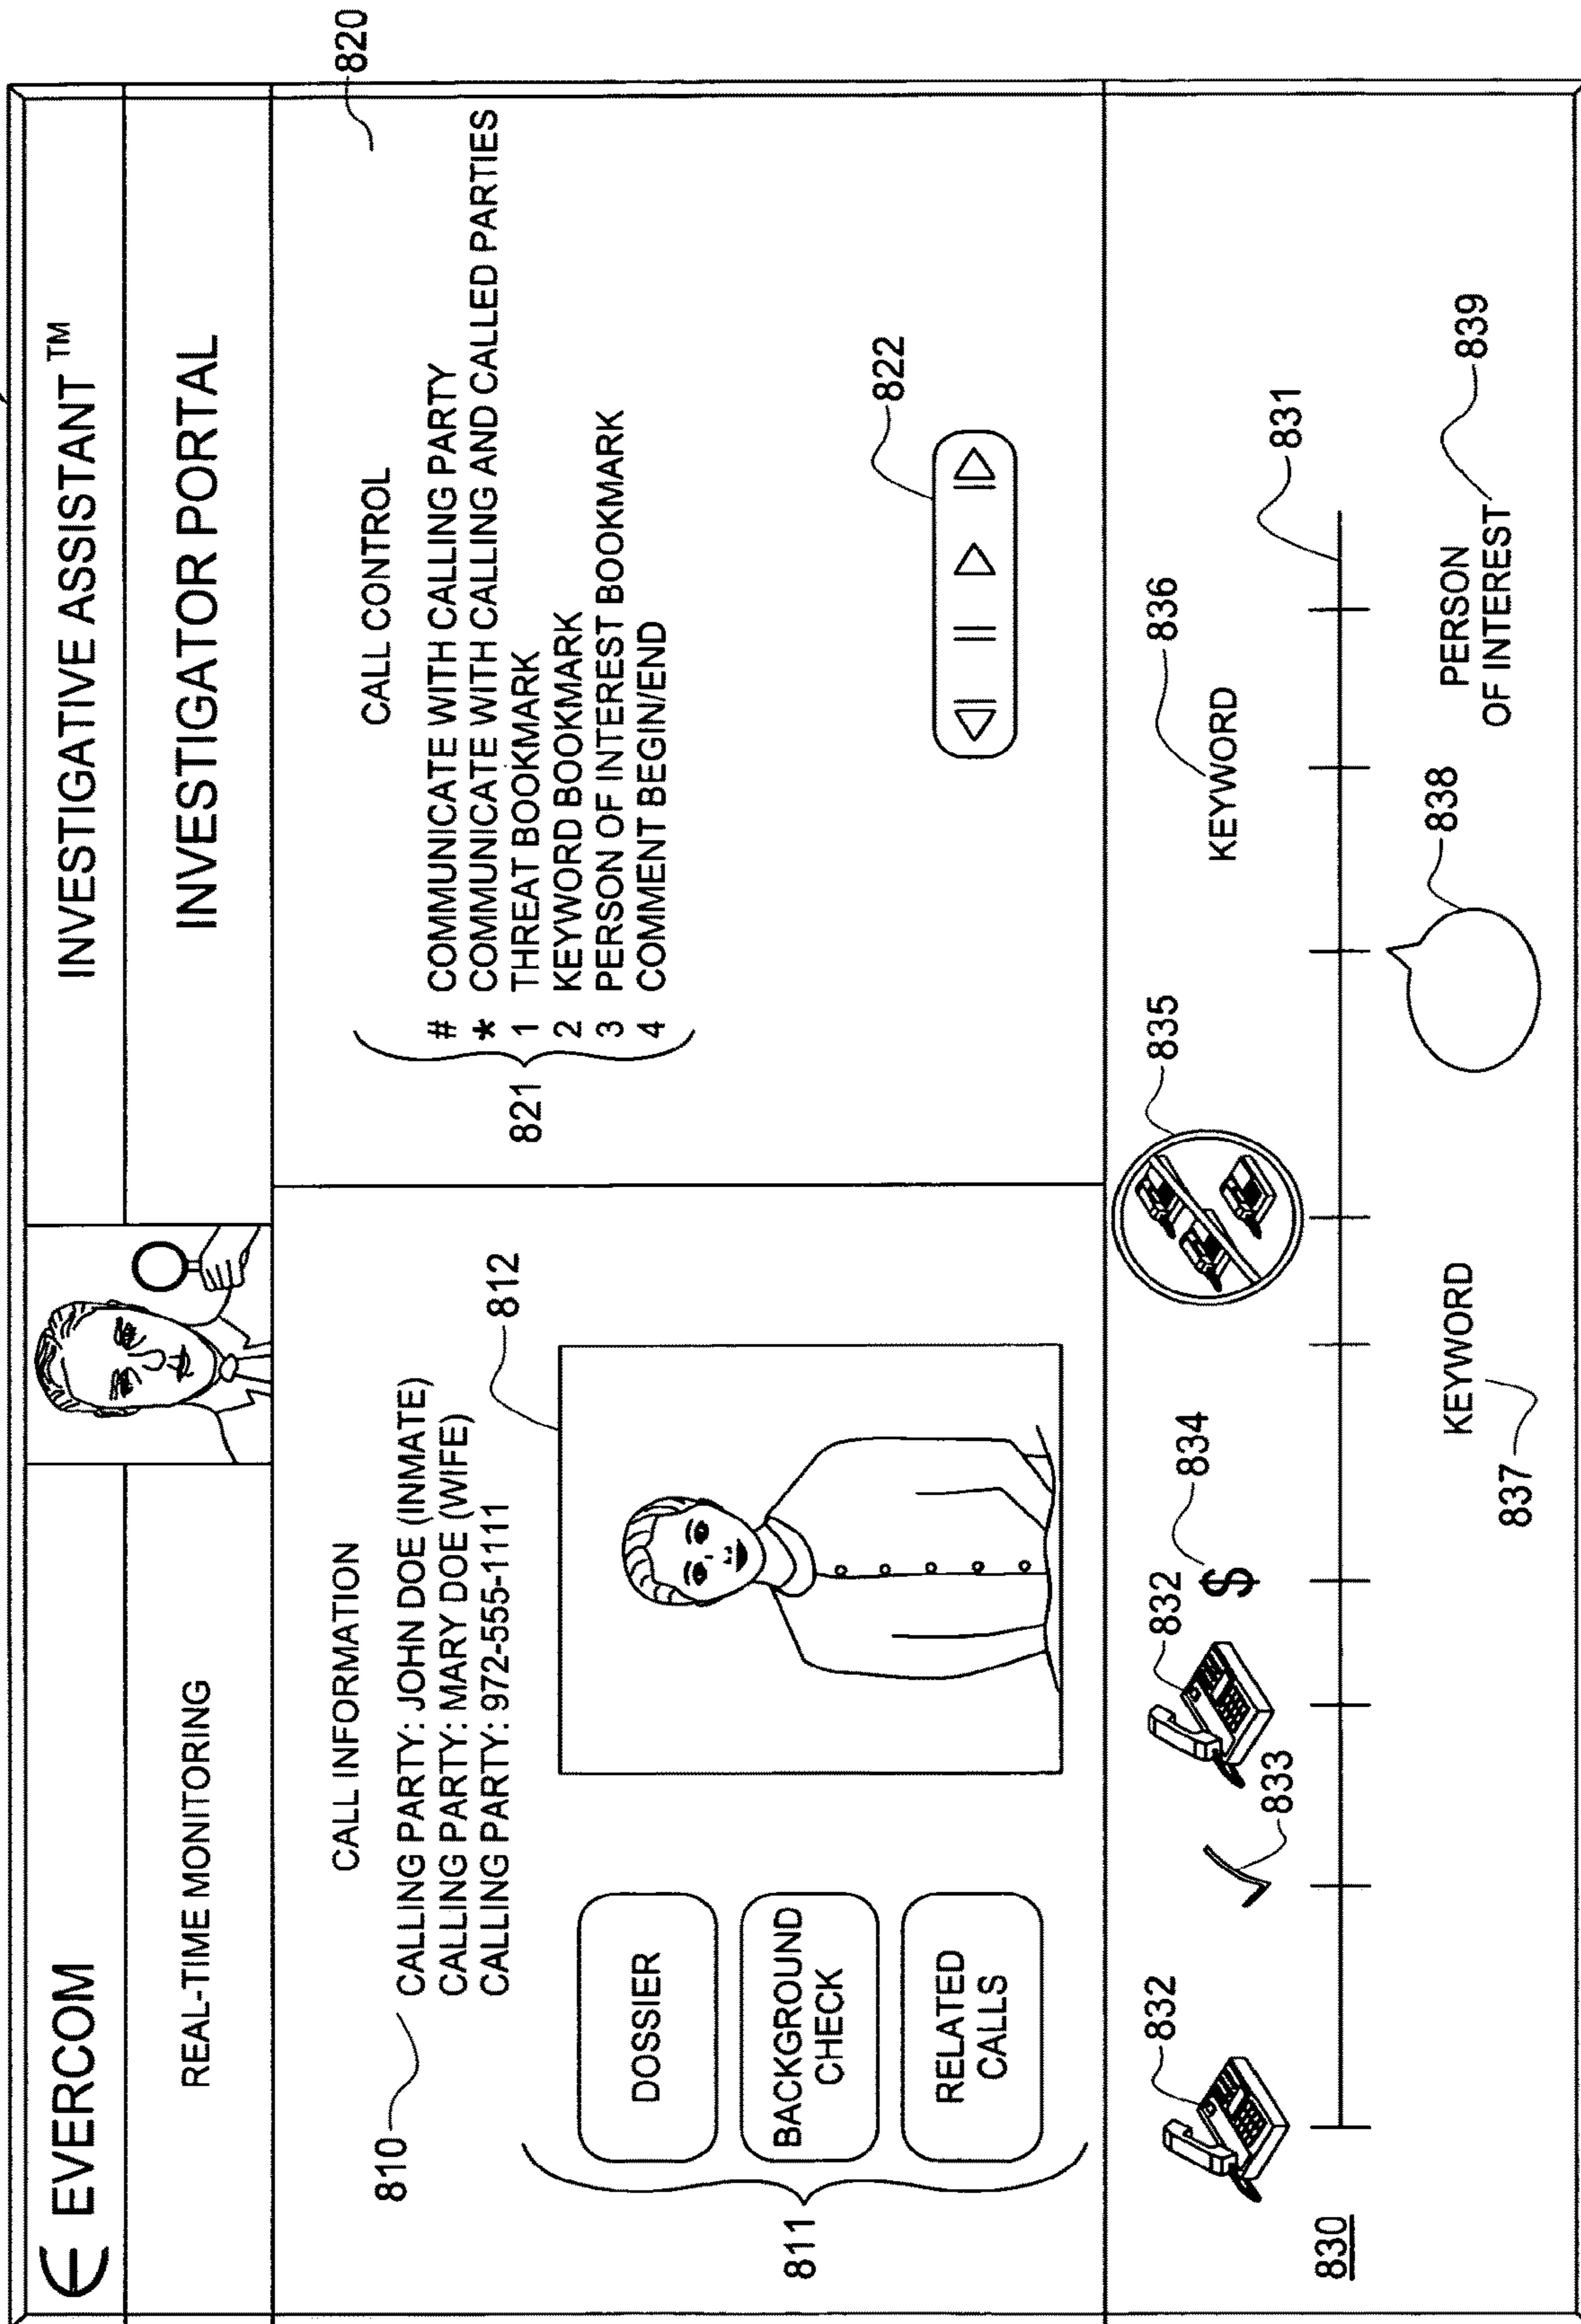 EVERCOM
INVESTIGATIVE ASSISTANT™
REAL-TIME MONITORING
INVESTIGATOR PORTAL
CALL INFORMATION
810
CALLING PARTY: JOHN DOE (INMATE)
CALLING PARTY: MARY DOE (WIFE)
CALLING PARTY: 972-555-1111
812
811
DOSSIER
BACKGROUND
CHECK
RELATED
CALLS
820
CALL CONTROL
821
# COMMUNICATE WITH CALLING PARTY
* COMMUNICATE WITH CALLING AND CALLED PARTIES
1 THREAT BOOKMARK
2 KEYWORD BOOKMARK
3 PERSON OF INTEREST BOOKMARK
4 COMMENT BEGIN/END
822
830
832
833
832
834
$
835
836
KEYWORD
831
837
KEYWORD
838
839
PERSON
OF INTEREST